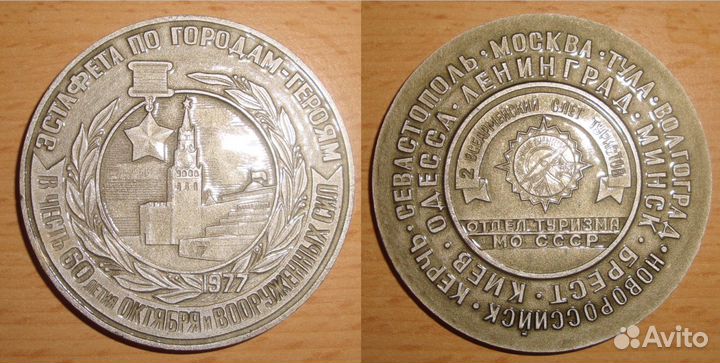 ЭСТАФЕТА ПО ГОРОДАМ-ГЕРОЯМ
В ЧЕСТЬ 60 ЛЕТИЯ ОКТЯБРЯ И ВООРУЖЕННЫХ СИЛ
1977
КЕРЧЬ · СЕВАСТОПОЛЬ · МОСКВА · ТУЛА · ВОЛГОГРАД · НОВОРОССИЙСК ·
ОДЕССА · ЛЕНИНГРАД · МИНСК · БРЕСТ · КИЕВ ·
2 ВСЕАРМЕЙСКИЙ СЛЕТ ТУРИСТОВ
ОТДЕЛ ТУРИЗМА
МО СССР
Avito